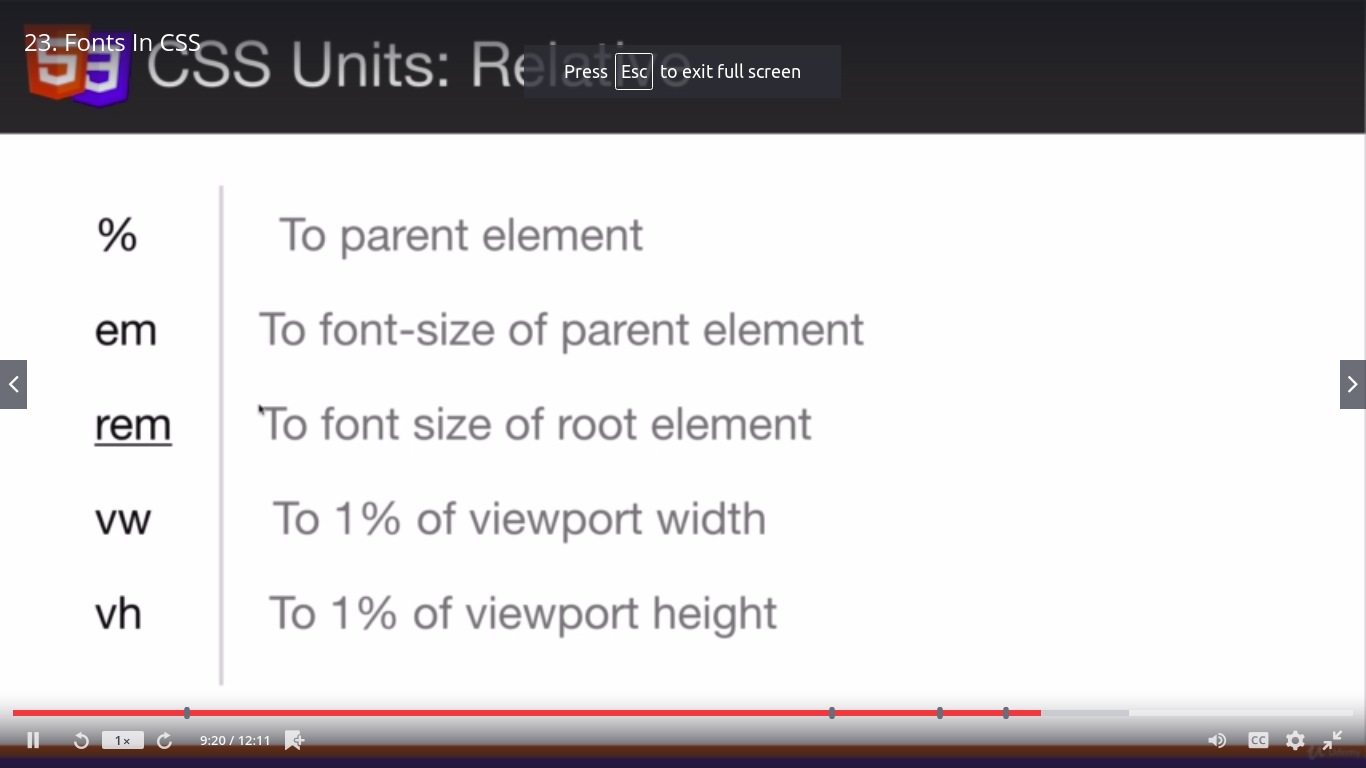 23. Fonts In CSS
CSS Units: Relative
Press Esc to exit full screen
% To parent element
em To font-size of parent element
rem To font size of root element
vw To 1% of viewport width
vh To 1% of viewport height
1× 9:20 / 12:11 CC